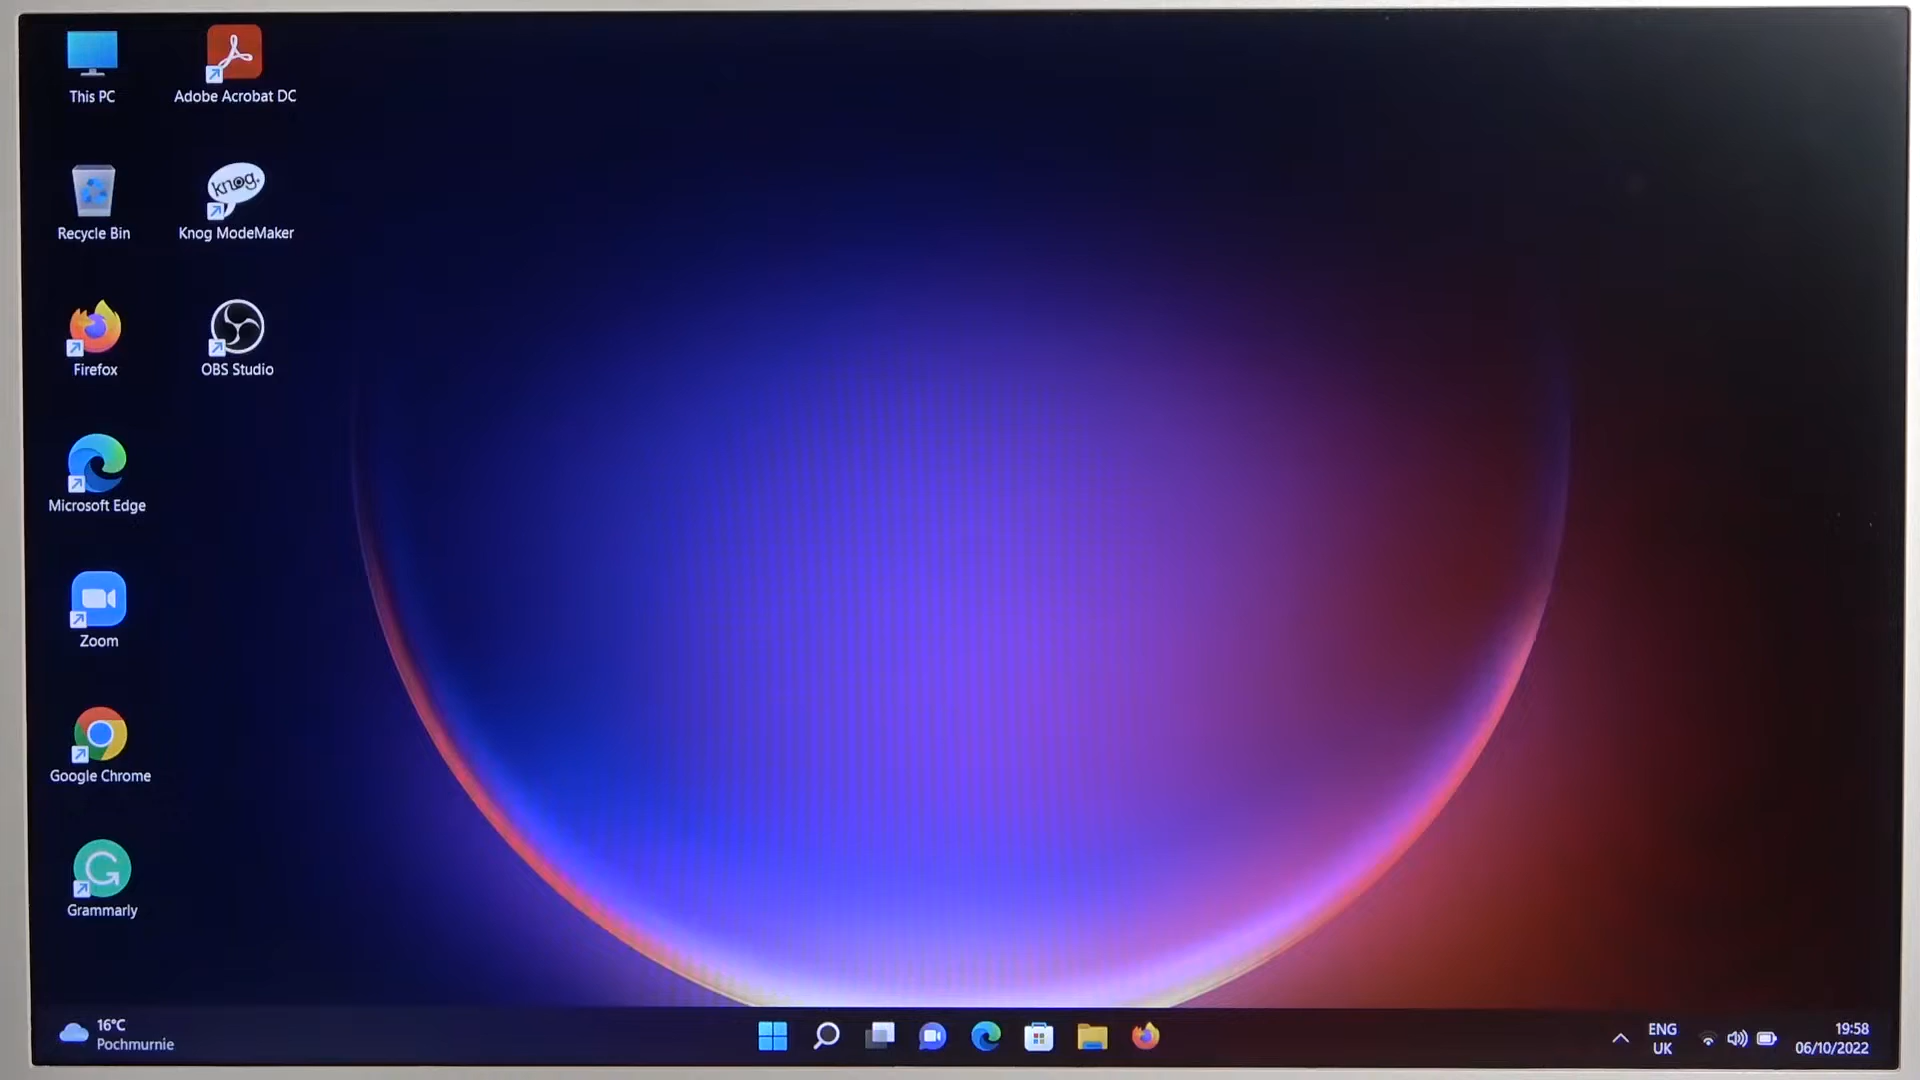 This PC
Adobe Acrobat DC
Recycle Bin
knog.
Knog ModeMaker
Firefox
OBS Studio
Microsoft Edge
Zoom
Google Chrome
Grammarly
16°C
Pochmurnie
ENG
UK
19:58
06/10/2022